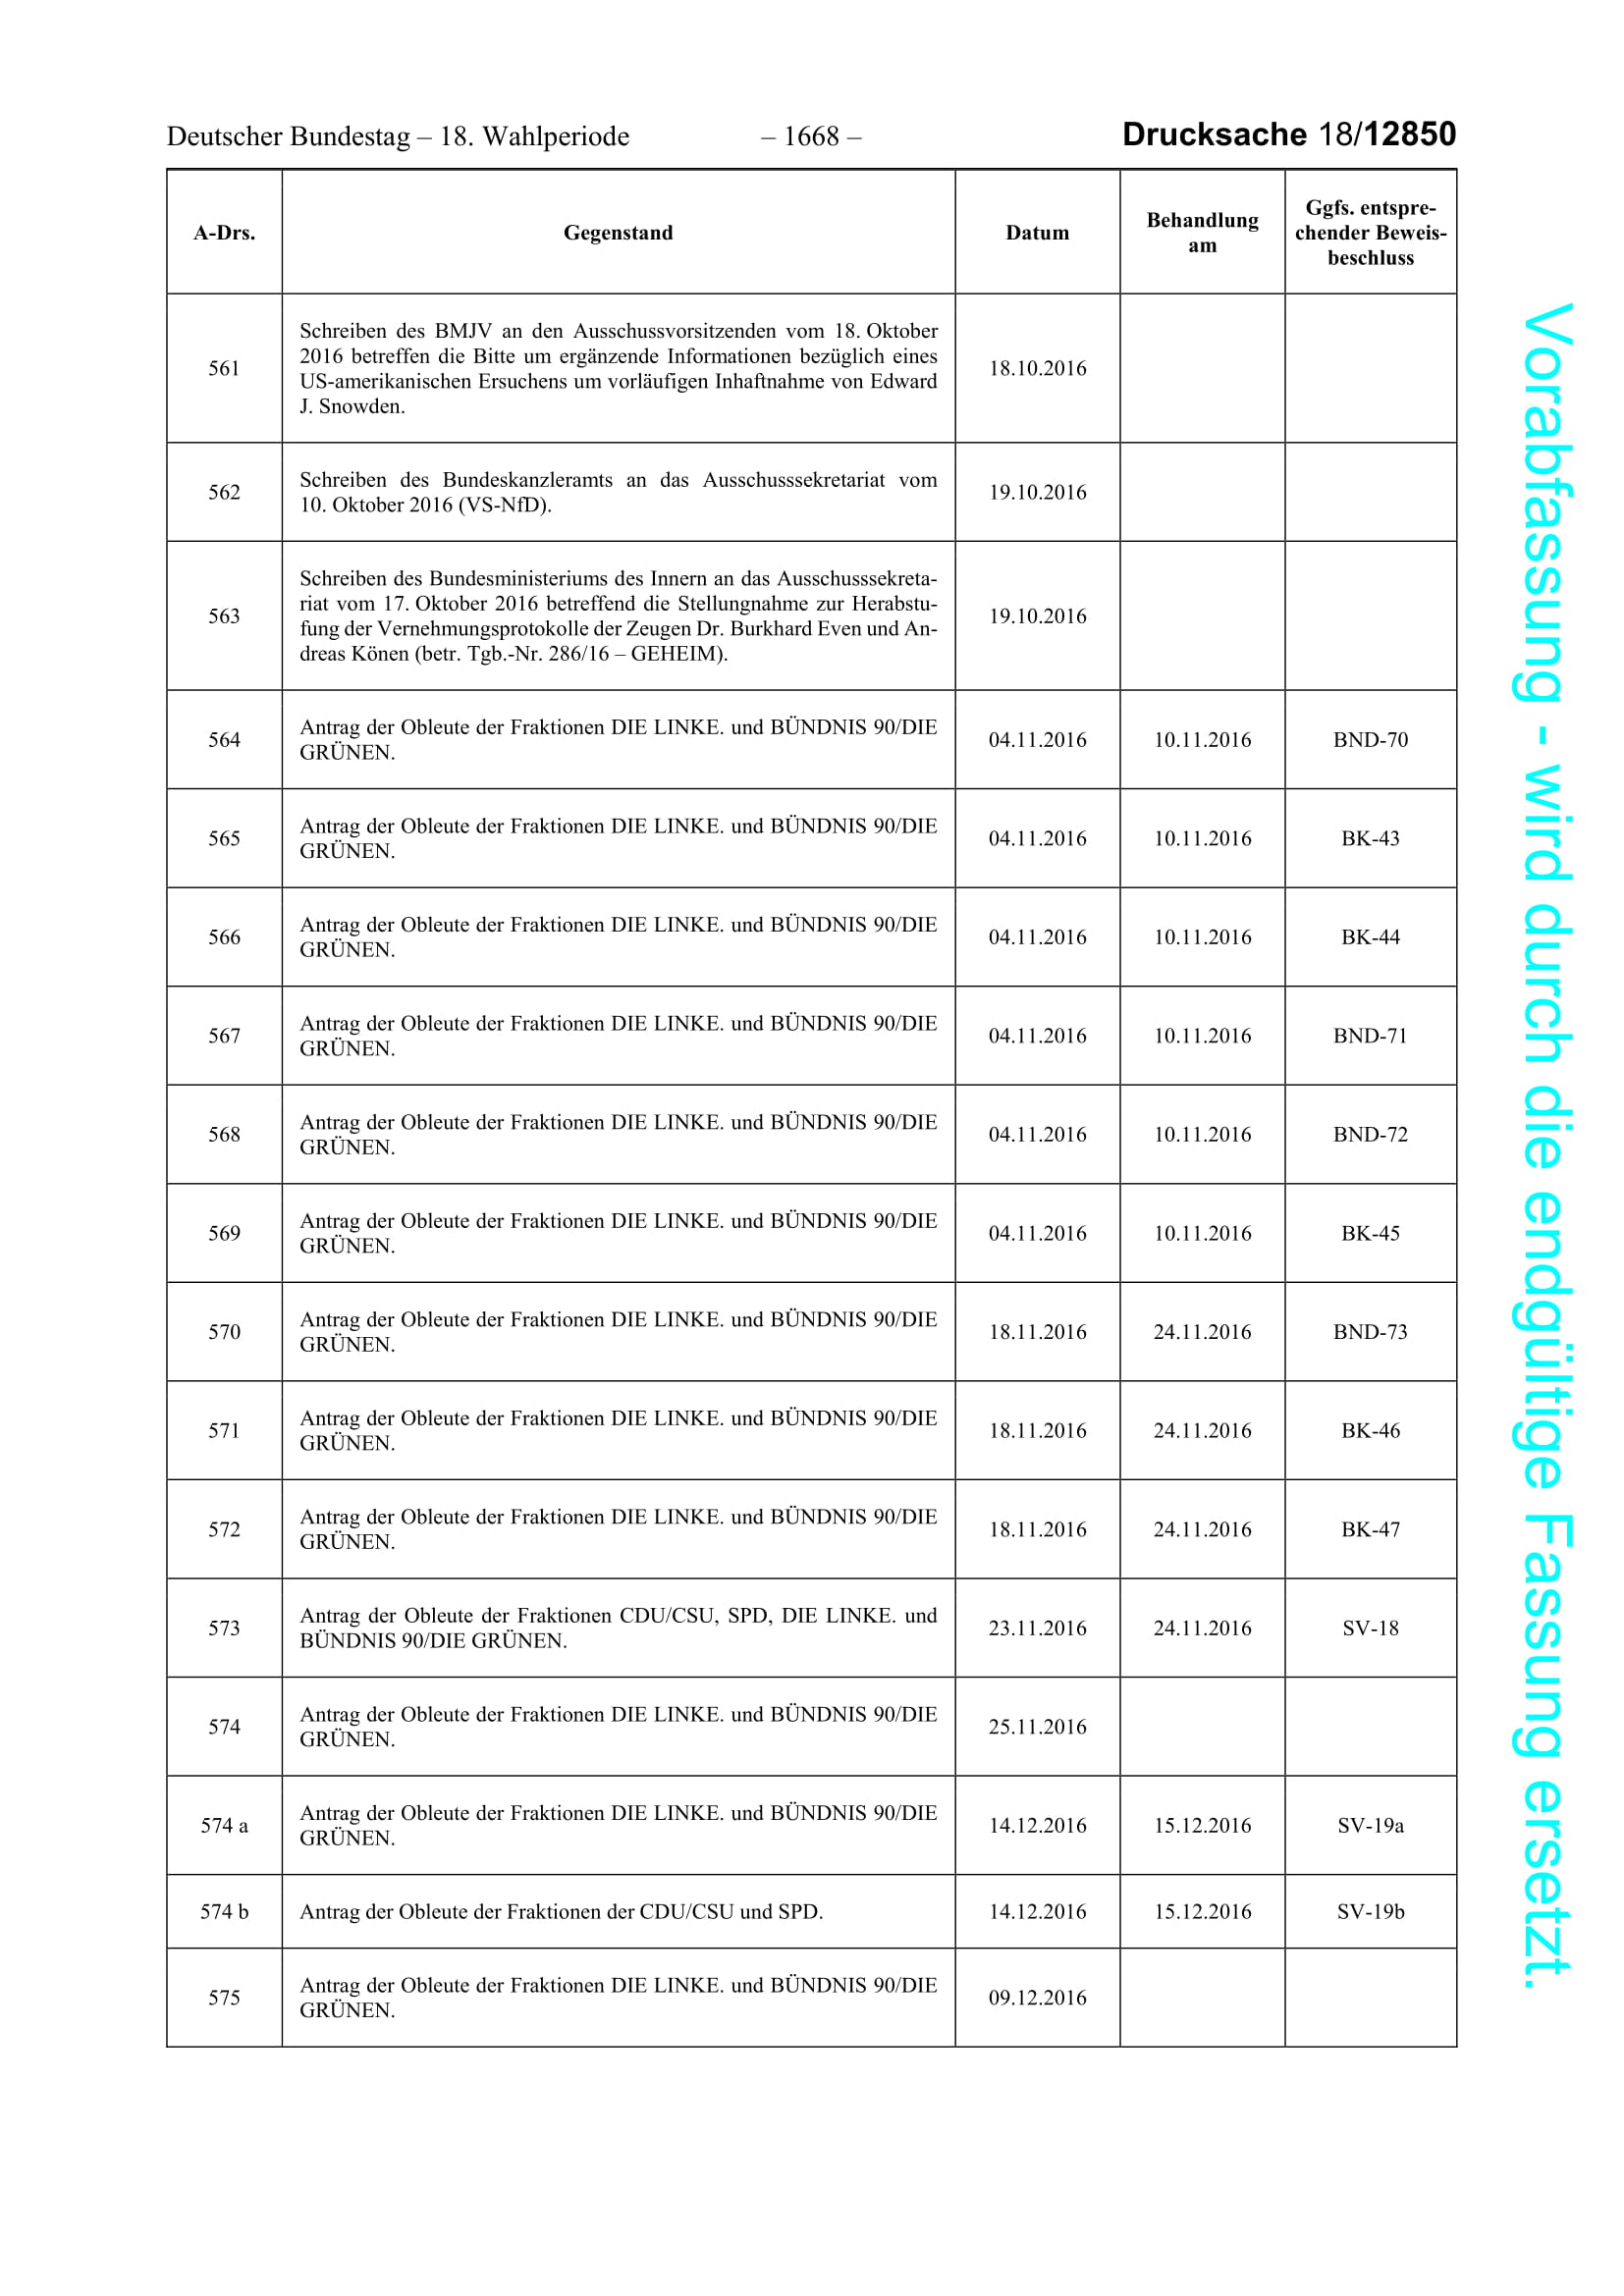 Deutscher Bundestag – 18. Wahlperiode – 1668 – Drucksache 18/12850
A-Drs. Gegenstand Datum Behandlung am Ggfs. entspre-
chender Beweis-
beschluss
561 Schreiben des BMJV an den Ausschussvorsitzenden vom 18. Oktober
2016 betreffen die Bitte um ergänzende Informationen bezüglich eines
US-amerikanischen Ersuchens um vorläufigen Inhaftnahme von Edward
J. Snowden. 18.10.2016
562 Schreiben des Bundeskanzleramts an das Ausschusssekretariat vom
10. Oktober 2016 (VS-NfD). 19.10.2016
563 Schreiben des Bundesministeriums des Innern an das Ausschusssekreta-
riat vom 17. Oktober 2016 betreffend die Stellungnahme zur Herabstu-
fung der Vernehmungsprotokolle der Zeugen Dr. Burkhard Even und An-
dreas Könen (betr. Tgb.-Nr. 286/16 – GEHEIM). 19.10.2016
564 Antrag der Obleute der Fraktionen DIE LINKE. und BÜNDNIS 90/DIE
GRÜNEN. 04.11.2016 10.11.2016 BND-70
565 Antrag der Obleute der Fraktionen DIE LINKE. und BÜNDNIS 90/DIE
GRÜNEN. 04.11.2016 10.11.2016 BK-43
566 Antrag der Obleute der Fraktionen DIE LINKE. und BÜNDNIS 90/DIE
GRÜNEN. 04.11.2016 10.11.2016 BK-44
567 Antrag der Obleute der Fraktionen DIE LINKE. und BÜNDNIS 90/DIE
GRÜNEN. 04.11.2016 10.11.2016 BND-71
568 Antrag der Obleute der Fraktionen DIE LINKE. und BÜNDNIS 90/DIE
GRÜNEN. 04.11.2016 10.11.2016 BND-72
569 Antrag der Obleute der Fraktionen DIE LINKE. und BÜNDNIS 90/DIE
GRÜNEN. 04.11.2016 10.11.2016 BK-45
570 Antrag der Obleute der Fraktionen DIE LINKE. und BÜNDNIS 90/DIE
GRÜNEN. 18.11.2016 24.11.2016 BND-73
571 Antrag der Obleute der Fraktionen DIE LINKE. und BÜNDNIS 90/DIE
GRÜNEN. 18.11.2016 24.11.2016 BK-46
572 Antrag der Obleute der Fraktionen DIE LINKE. und BÜNDNIS 90/DIE
GRÜNEN. 18.11.2016 24.11.2016 BK-47
573 Antrag der Obleute der Fraktionen CDU/CSU, SPD, DIE LINKE. und
BÜNDNIS 90/DIE GRÜNEN. 23.11.2016 24.11.2016 SV-18
574 Antrag der Obleute der Fraktionen DIE LINKE. und BÜNDNIS 90/DIE
GRÜNEN. 25.11.2016
574 a Antrag der Obleute der Fraktionen DIE LINKE. und BÜNDNIS 90/DIE
GRÜNEN. 14.12.2016 15.12.2016 SV-19a
574 b Antrag der Obleute der Fraktionen der CDU/CSU und SPD. 14.12.2016 15.12.2016 SV-19b
575 Antrag der Obleute der Fraktionen DIE LINKE. und BÜNDNIS 90/DIE
GRÜNEN. 09.12.2016
Vorabfassung - wird durch die endgültige Fassung ersetzt.